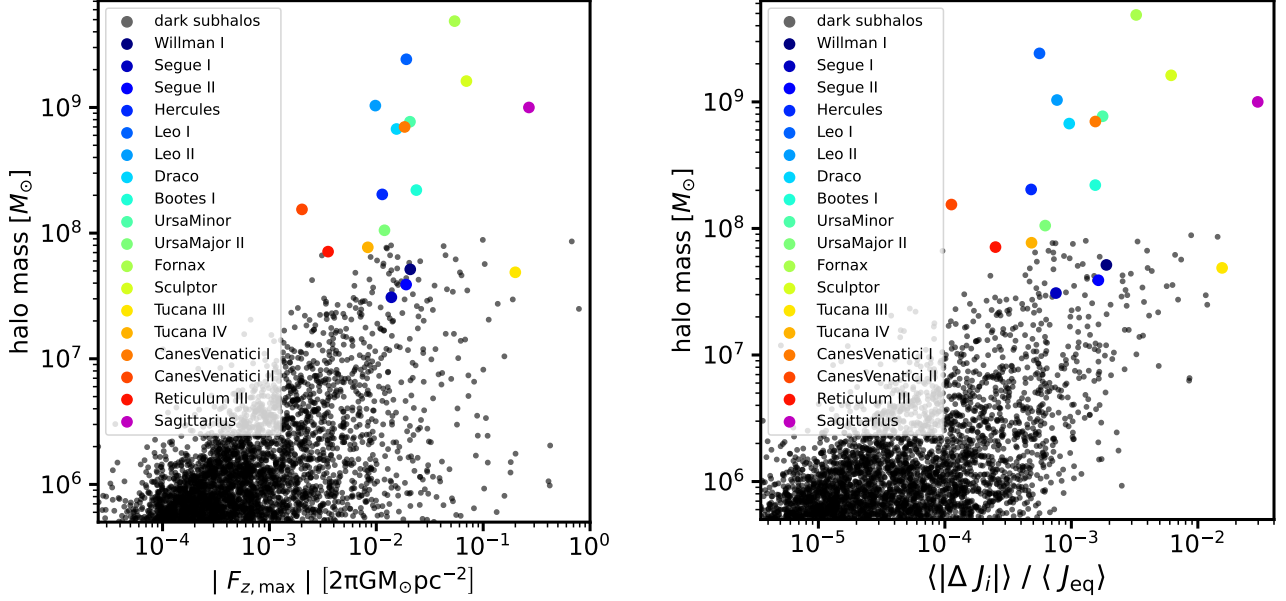 halo mass [M⊙]
10⁹
10⁸
10⁷
10⁶
dark subhalos
Willman I
Segue I
Segue II
Hercules
Leo I
Leo II
Draco
Bootes I
UrsaMinor
UrsaMajor II
Fornax
Sculptor
Tucana III
Tucana IV
CanesVenatici I
CanesVenatici II
Reticulum III
Sagittarius
10⁻⁴ 10⁻³ 10⁻² 10⁻¹ 10⁰
| F_{z, max} | [2πGM⊙pc⁻²]
halo mass [M⊙]
10⁹
10⁸
10⁷
10⁶
dark subhalos
Willman I
Segue I
Segue II
Hercules
Leo I
Leo II
Draco
Bootes I
UrsaMinor
UrsaMajor II
Fornax
Sculptor
Tucana III
Tucana IV
CanesVenatici I
CanesVenatici II
Reticulum III
Sagittarius
10⁻⁵ 10⁻⁴ 10⁻³ 10⁻²
⟨|Δ J_i|⟩ / ⟨ J_{eq}⟩